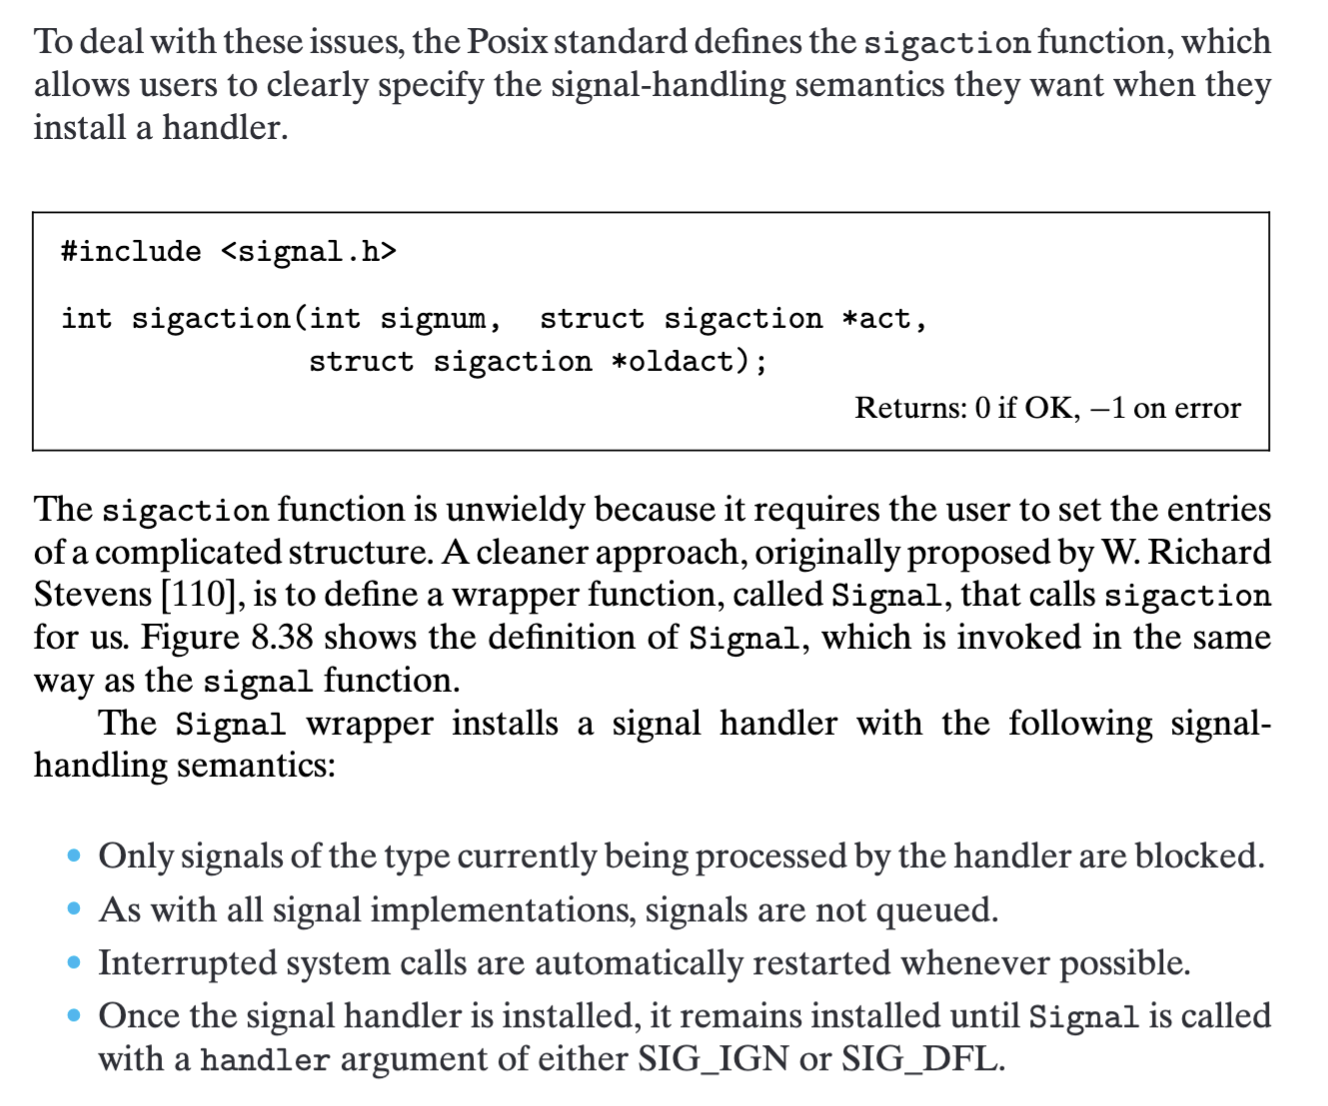 To deal with these issues, the Posix standard defines the sigaction function, which
allows users to clearly specify the signal-handling semantics they want when they
install a handler.
#include <signal.h>
int sigaction(int signum, struct sigaction *act,
struct sigaction *oldact);
Returns: 0 if OK, −1 on error
The sigaction function is unwieldy because it requires the user to set the entries
of a complicated structure. A cleaner approach, originally proposed by W. Richard
Stevens [110], is to define a wrapper function, called Signal, that calls sigaction
for us. Figure 8.38 shows the definition of Signal, which is invoked in the same
way as the signal function.
The Signal wrapper installs a signal handler with the following signal-
handling semantics:
• Only signals of the type currently being processed by the handler are blocked.
• As with all signal implementations, signals are not queued.
• Interrupted system calls are automatically restarted whenever possible.
• Once the signal handler is installed, it remains installed until Signal is called
with a handler argument of either SIG_IGN or SIG_DFL.